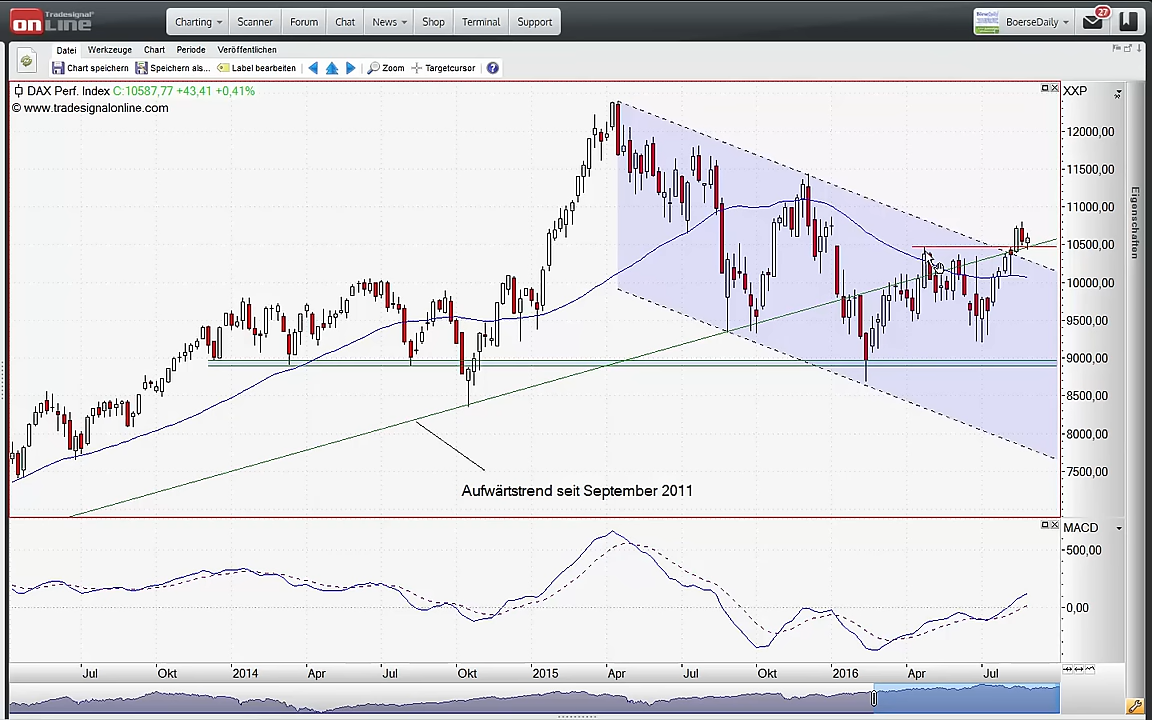 Tradesignal
on LINE
Charting Scanner Forum Chat News Shop Terminal Support
BoerseDaily
27
Datei Werkzeuge Chart Periode Veröffentlichen
Chart speichern Speichern als... Label bearbeiten Zoom Targetcursor ?
DAX Perf. Index C:10587,77 +43,41 +0,41%
© www.tradesignalonline.com
XXP
12000,00
11500,00
11000,00
10500,00
10000,00
9500,00
9000,00
8500,00
8000,00
7500,00
Eigenschaften
Aufwärtstrend seit September 2011
MACD
500,00
0,00
Jul Okt 2014 Apr Jul Okt 2015 Apr Jul Okt 2016 Apr Jul